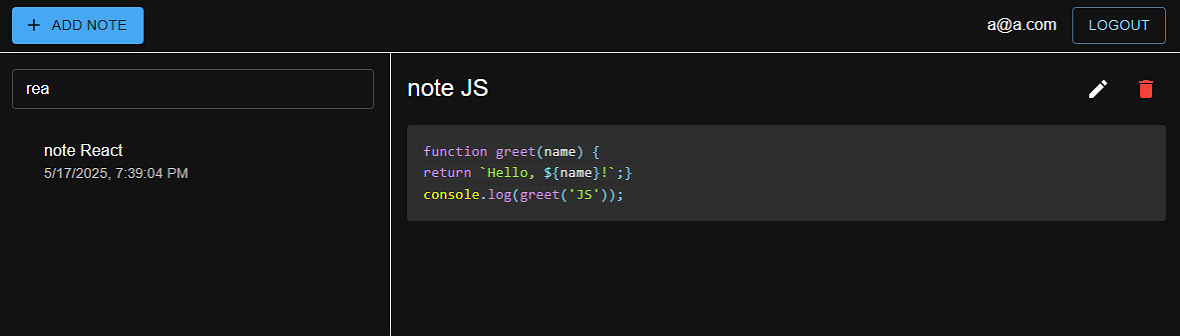 + ADD NOTE
a@a.com
LOGOUT
rea
note React
5/17/2025, 7:39:04 PM
note JS
function greet(name) {
return `Hello, ${name}!`;}
console.log(greet('JS'));